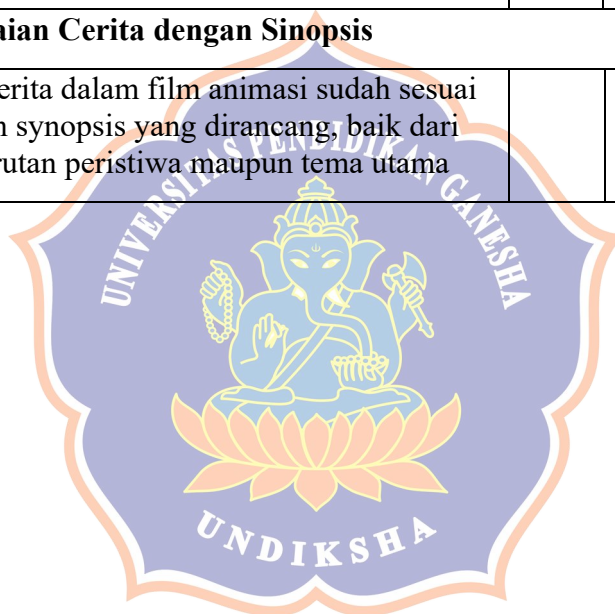 aian Cerita dengan Sinopsis
erita dalam film animasi sudah sesuai
n synopsis yang dirancang, baik dari
rutan peristiwa maupun tema utama
UNIVERSITAS PENDIDIKAN GANESHA
UNDIKSHA